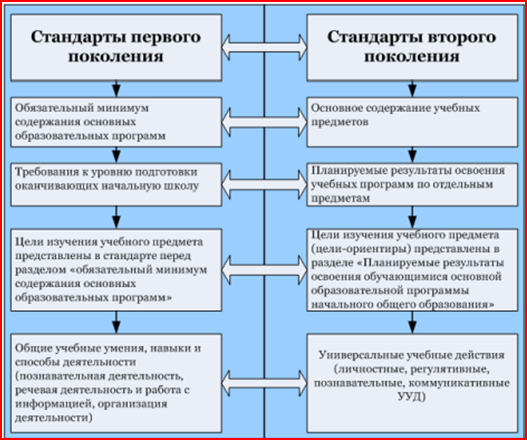 Стандарты первого
поколения
Стандарты второго
поколения
Обязательный минимум
содержания основных
образовательных программ
Основное содержание учебных
предметов
Требования к уровню подготовки
оканчивающих начальную школу
Планируемые результаты освоения
учебных программ по отдельным
предметам
Цели изучения учебного предмета
представлены в стандарте перед
разделом «обязательный минимум
содержания основных
образовательных программ»
Цели изучения учебного предмета
(цели-ориентиры) представлены в
разделе «Планируемые результаты
освоения обучающимися основной
образовательной программы
начального общего образования»
Общие учебные умения, навыки и
способы деятельности
(познавательная деятельность,
речевая деятельность и работа с
информацией, организация
деятельности)
Универсальные учебные действия
(личностные, регулятивные,
познавательные, коммуникативные
УУД)